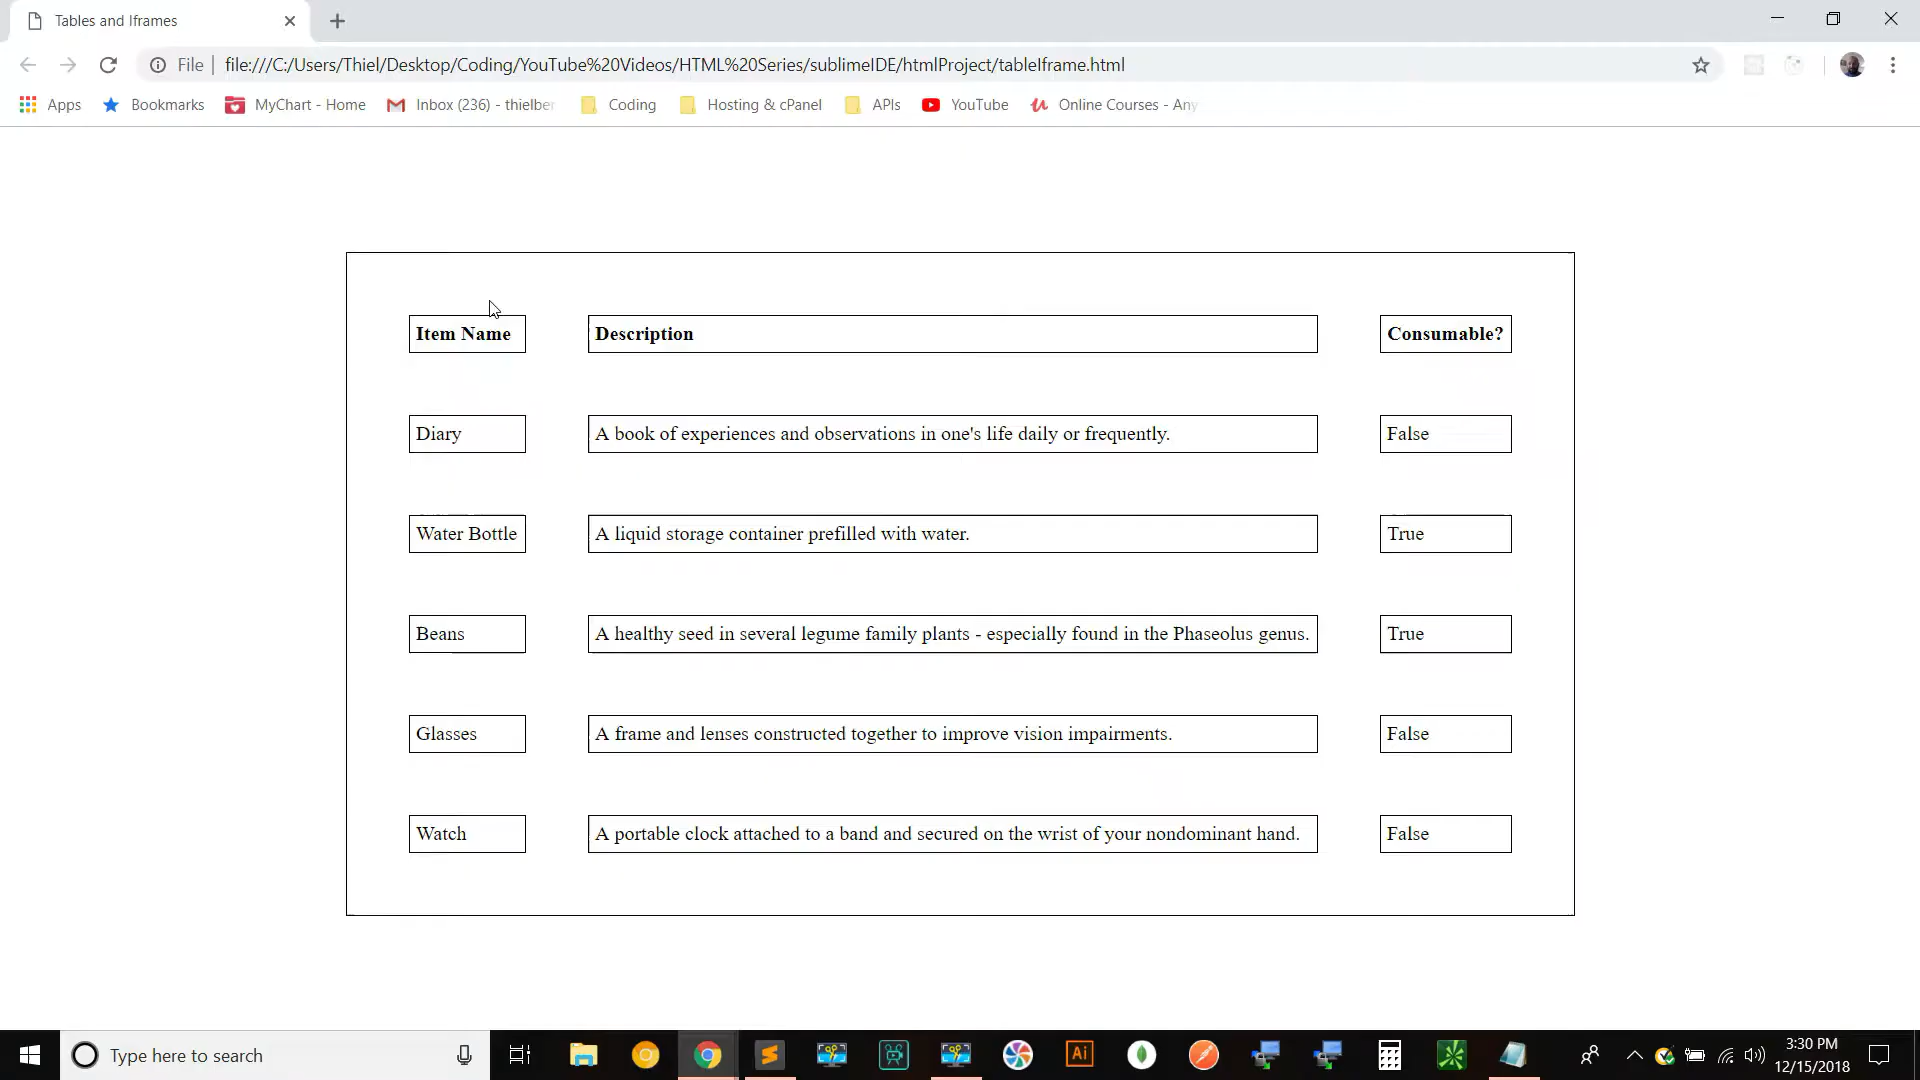 Tables and Iframes
File | file:///C:/Users/Thiel/Desktop/Coding/YouTube%20Videos/HTML%20Series/sublimeIDE/htmlProject/tableIframe.html
Apps Bookmarks MyChart - Home Inbox (236) - thielber Coding Hosting & cPanel APIs YouTube Online Courses - Any
Item Name Description Consumable?
Diary A book of experiences and observations in one's life daily or frequently. False
Water Bottle A liquid storage container prefilled with water. True
Beans A healthy seed in several legume family plants - especially found in the Phaseolus genus. True
Glasses A frame and lenses constructed together to improve vision impairments. False
Watch A portable clock attached to a band and secured on the wrist of your nondominant hand. False
Type here to search
Ai
3:30 PM
12/15/2018